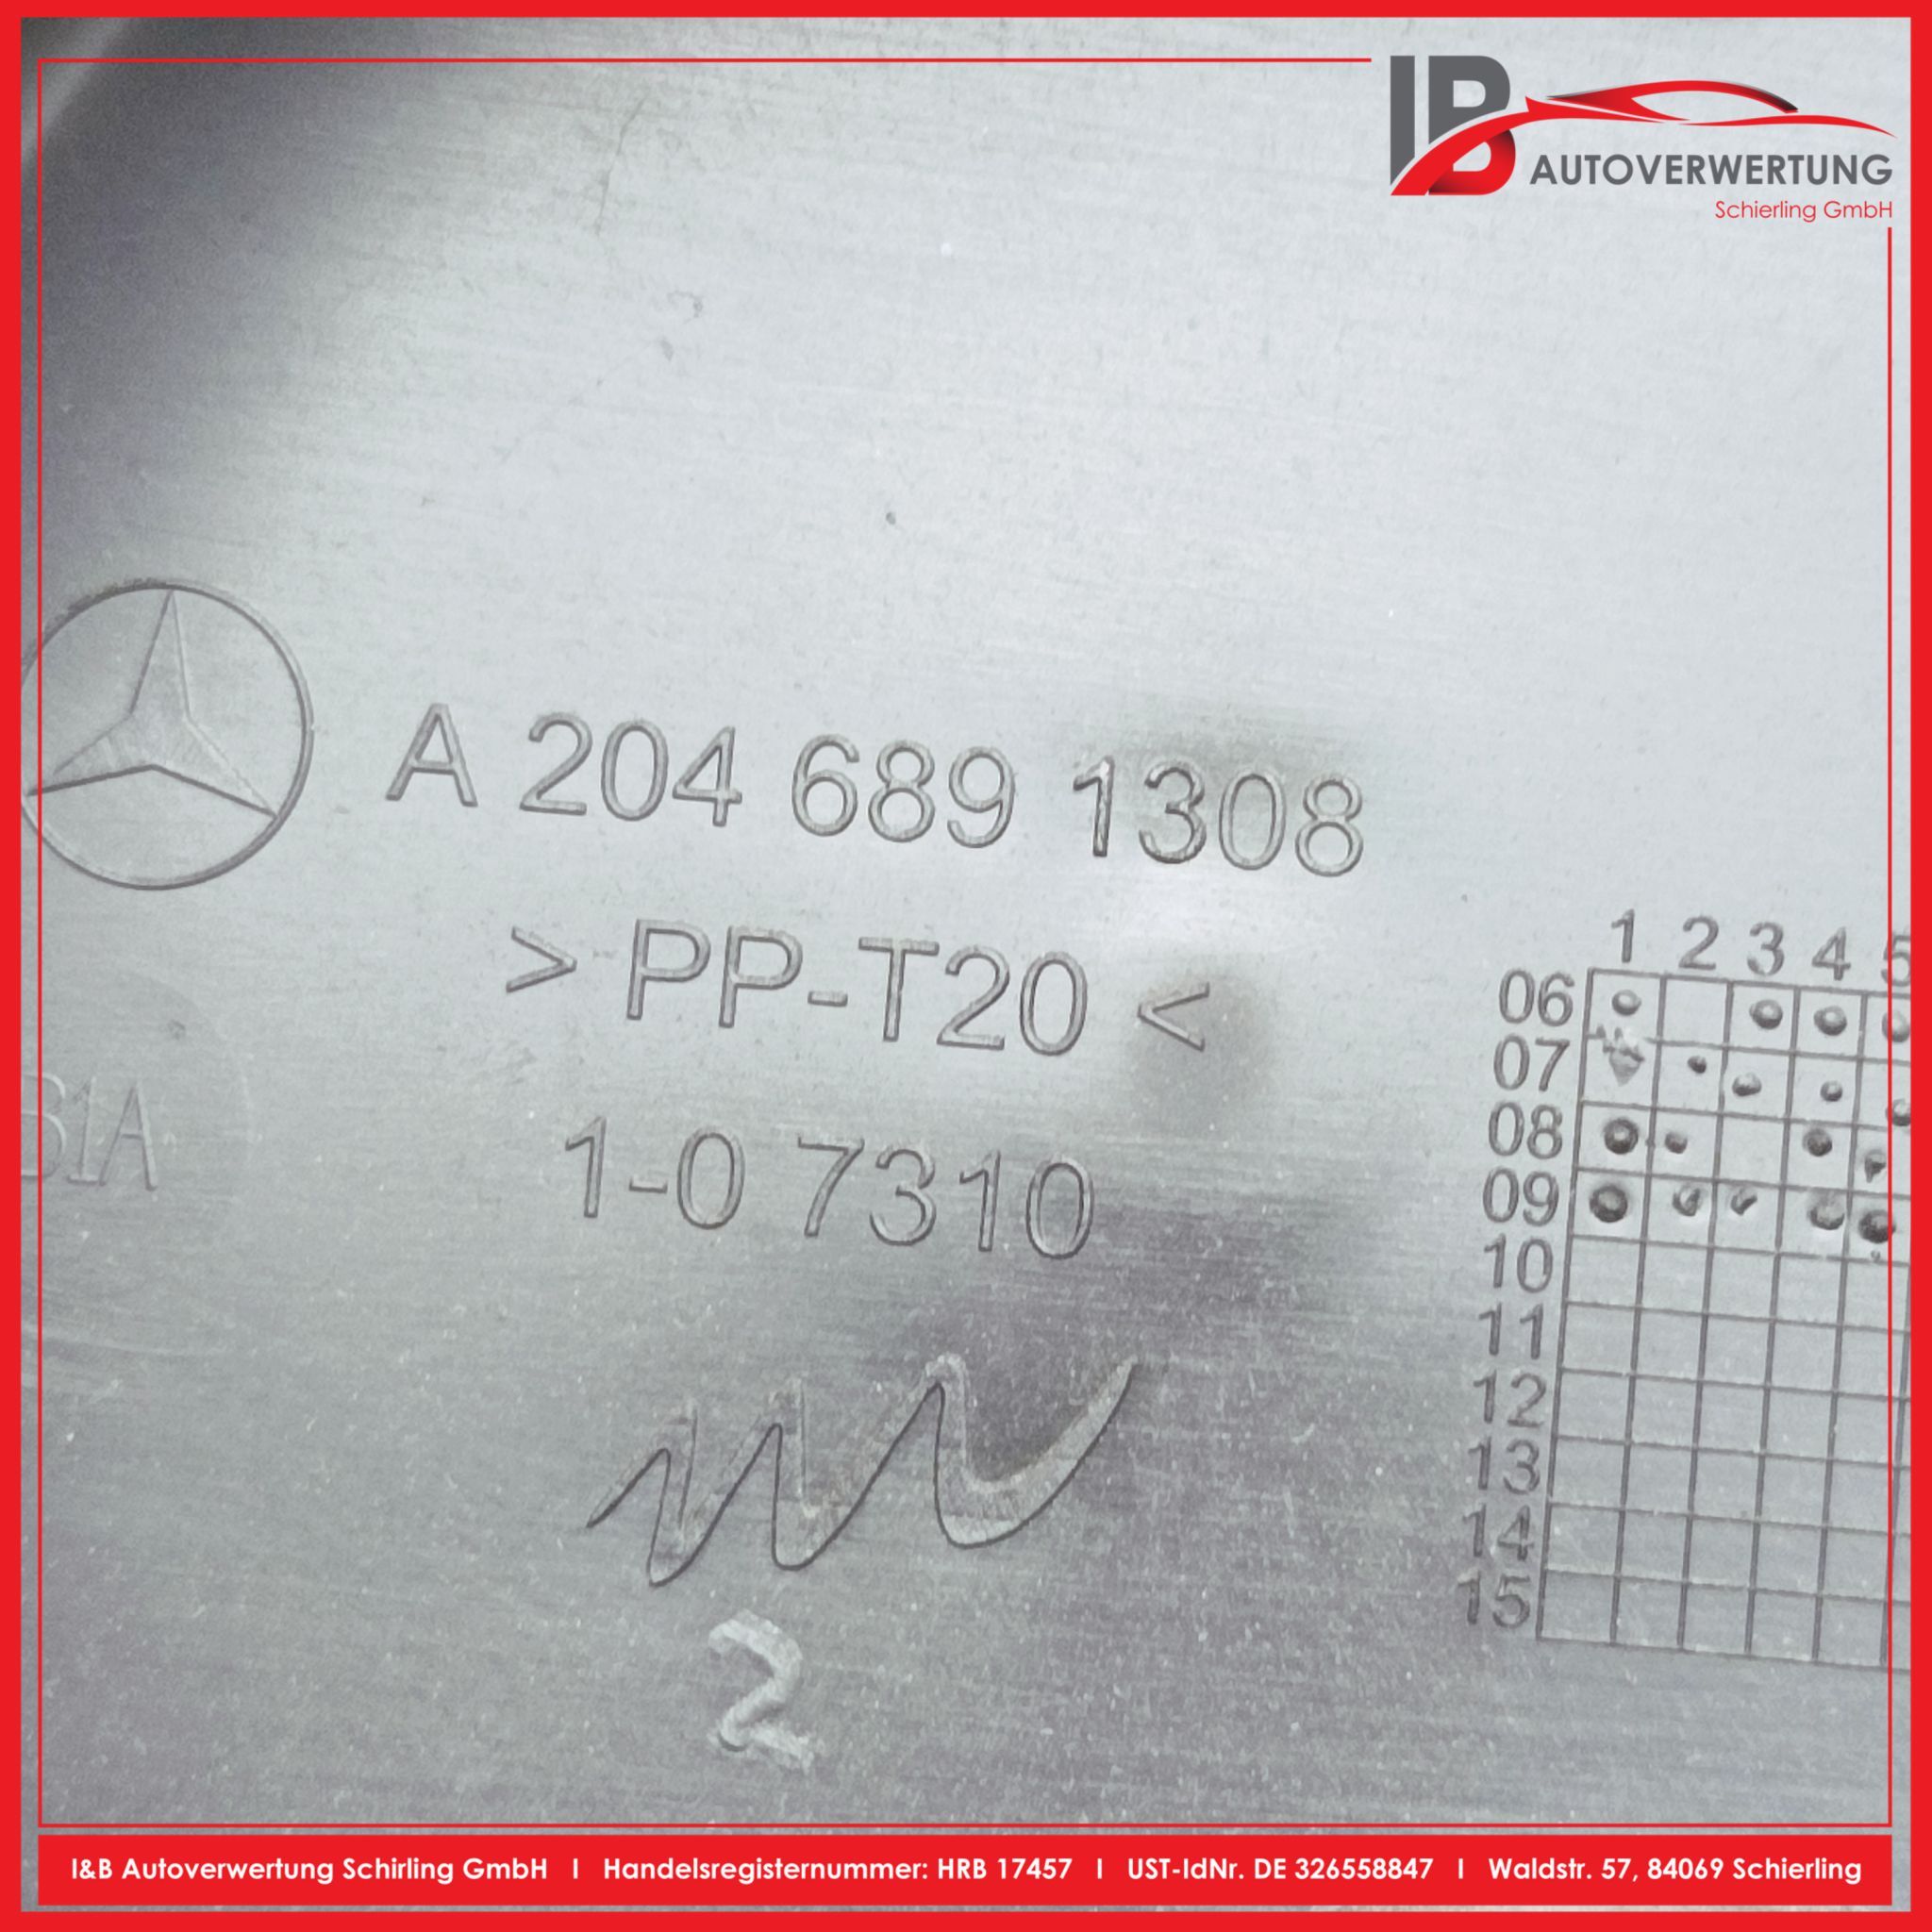 IB
AUTOVERWERTUNG
Schierling GmbH
A 204 689 1308
> PP-T20 <
1-0 7310
31A
2
1 2 3 4 5
06
07
08
09
10
11
12
13
14
15
I&B Autoverwertung Schirling GmbH I Handelsregisternummer: HRB 17457 I UST-IdNr. DE 326558847 I Waldstr. 57, 84069 Schierling